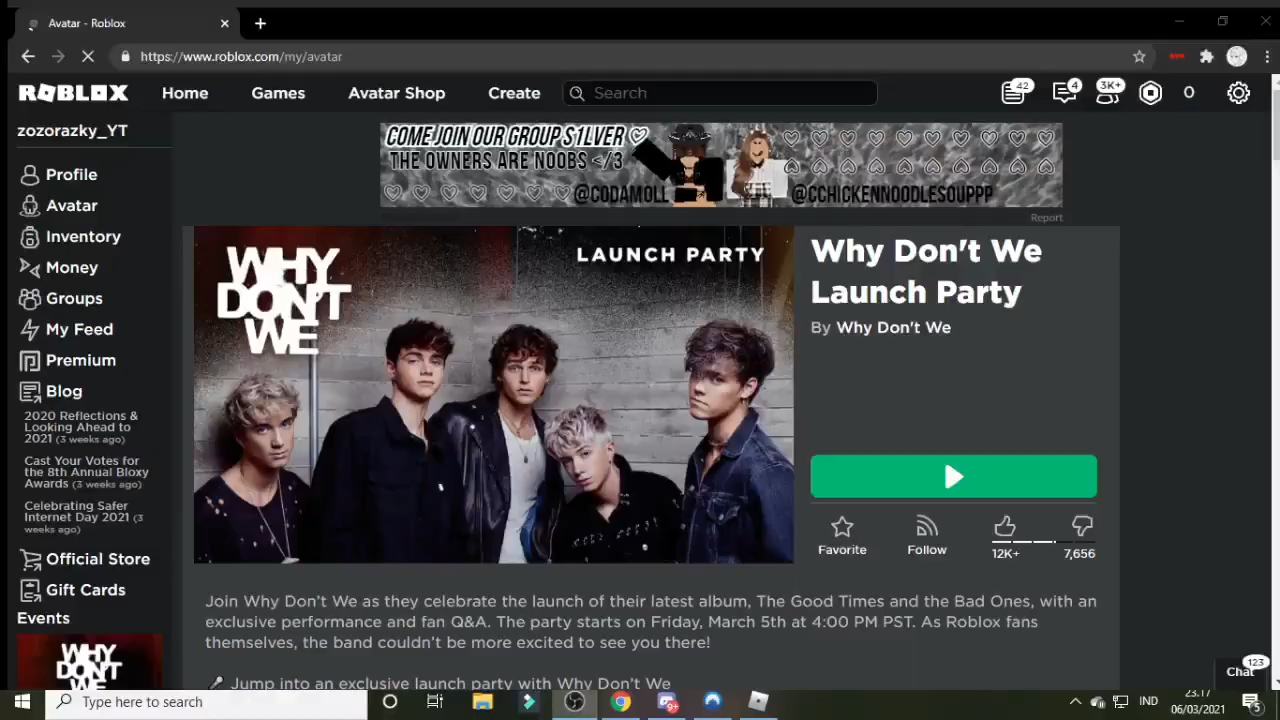 Avatar - Roblox
https://www.roblox.com/my/avatar
ROBLOX
Home
Games
Avatar Shop
Create
Search
42
4
3K+
0
zozorazky_YT
Profile
Avatar
Inventory
Money
Groups
My Feed
Premium
Blog
2020 Reflections &
Looking Ahead to
2021 (3 weeks ago)
Cast Your Votes for
the 8th Annual Bloxy
Awards (3 weeks ago)
Celebrating Safer
Internet Day 2021 (3
weeks ago)
Official Store
Gift Cards
Events
WHY
DON'T
WE
COME JOIN OUR GROUP S1LVER
THE OWNERS ARE NOOBS </3
@CODAMOLL
@CCHICKENNOODLESOUPPP
Report
WHY
DON'T
WE
LAUNCH PARTY
Why Don't We
Launch Party
By Why Don't We
Favorite
Follow
12K+
7,656
Join Why Don't We as they celebrate the launch of their latest album, The Good Times and the Bad Ones, with an
exclusive performance and fan Q&A. The party starts on Friday, March 5th at 4:00 PM PST. As Roblox fans
themselves, the band couldn't be more excited to see you there!
Jump into an exclusive launch party with Why Don't We
Chat
123
Type here to search
9+
IND
23.17
06/03/2021
5